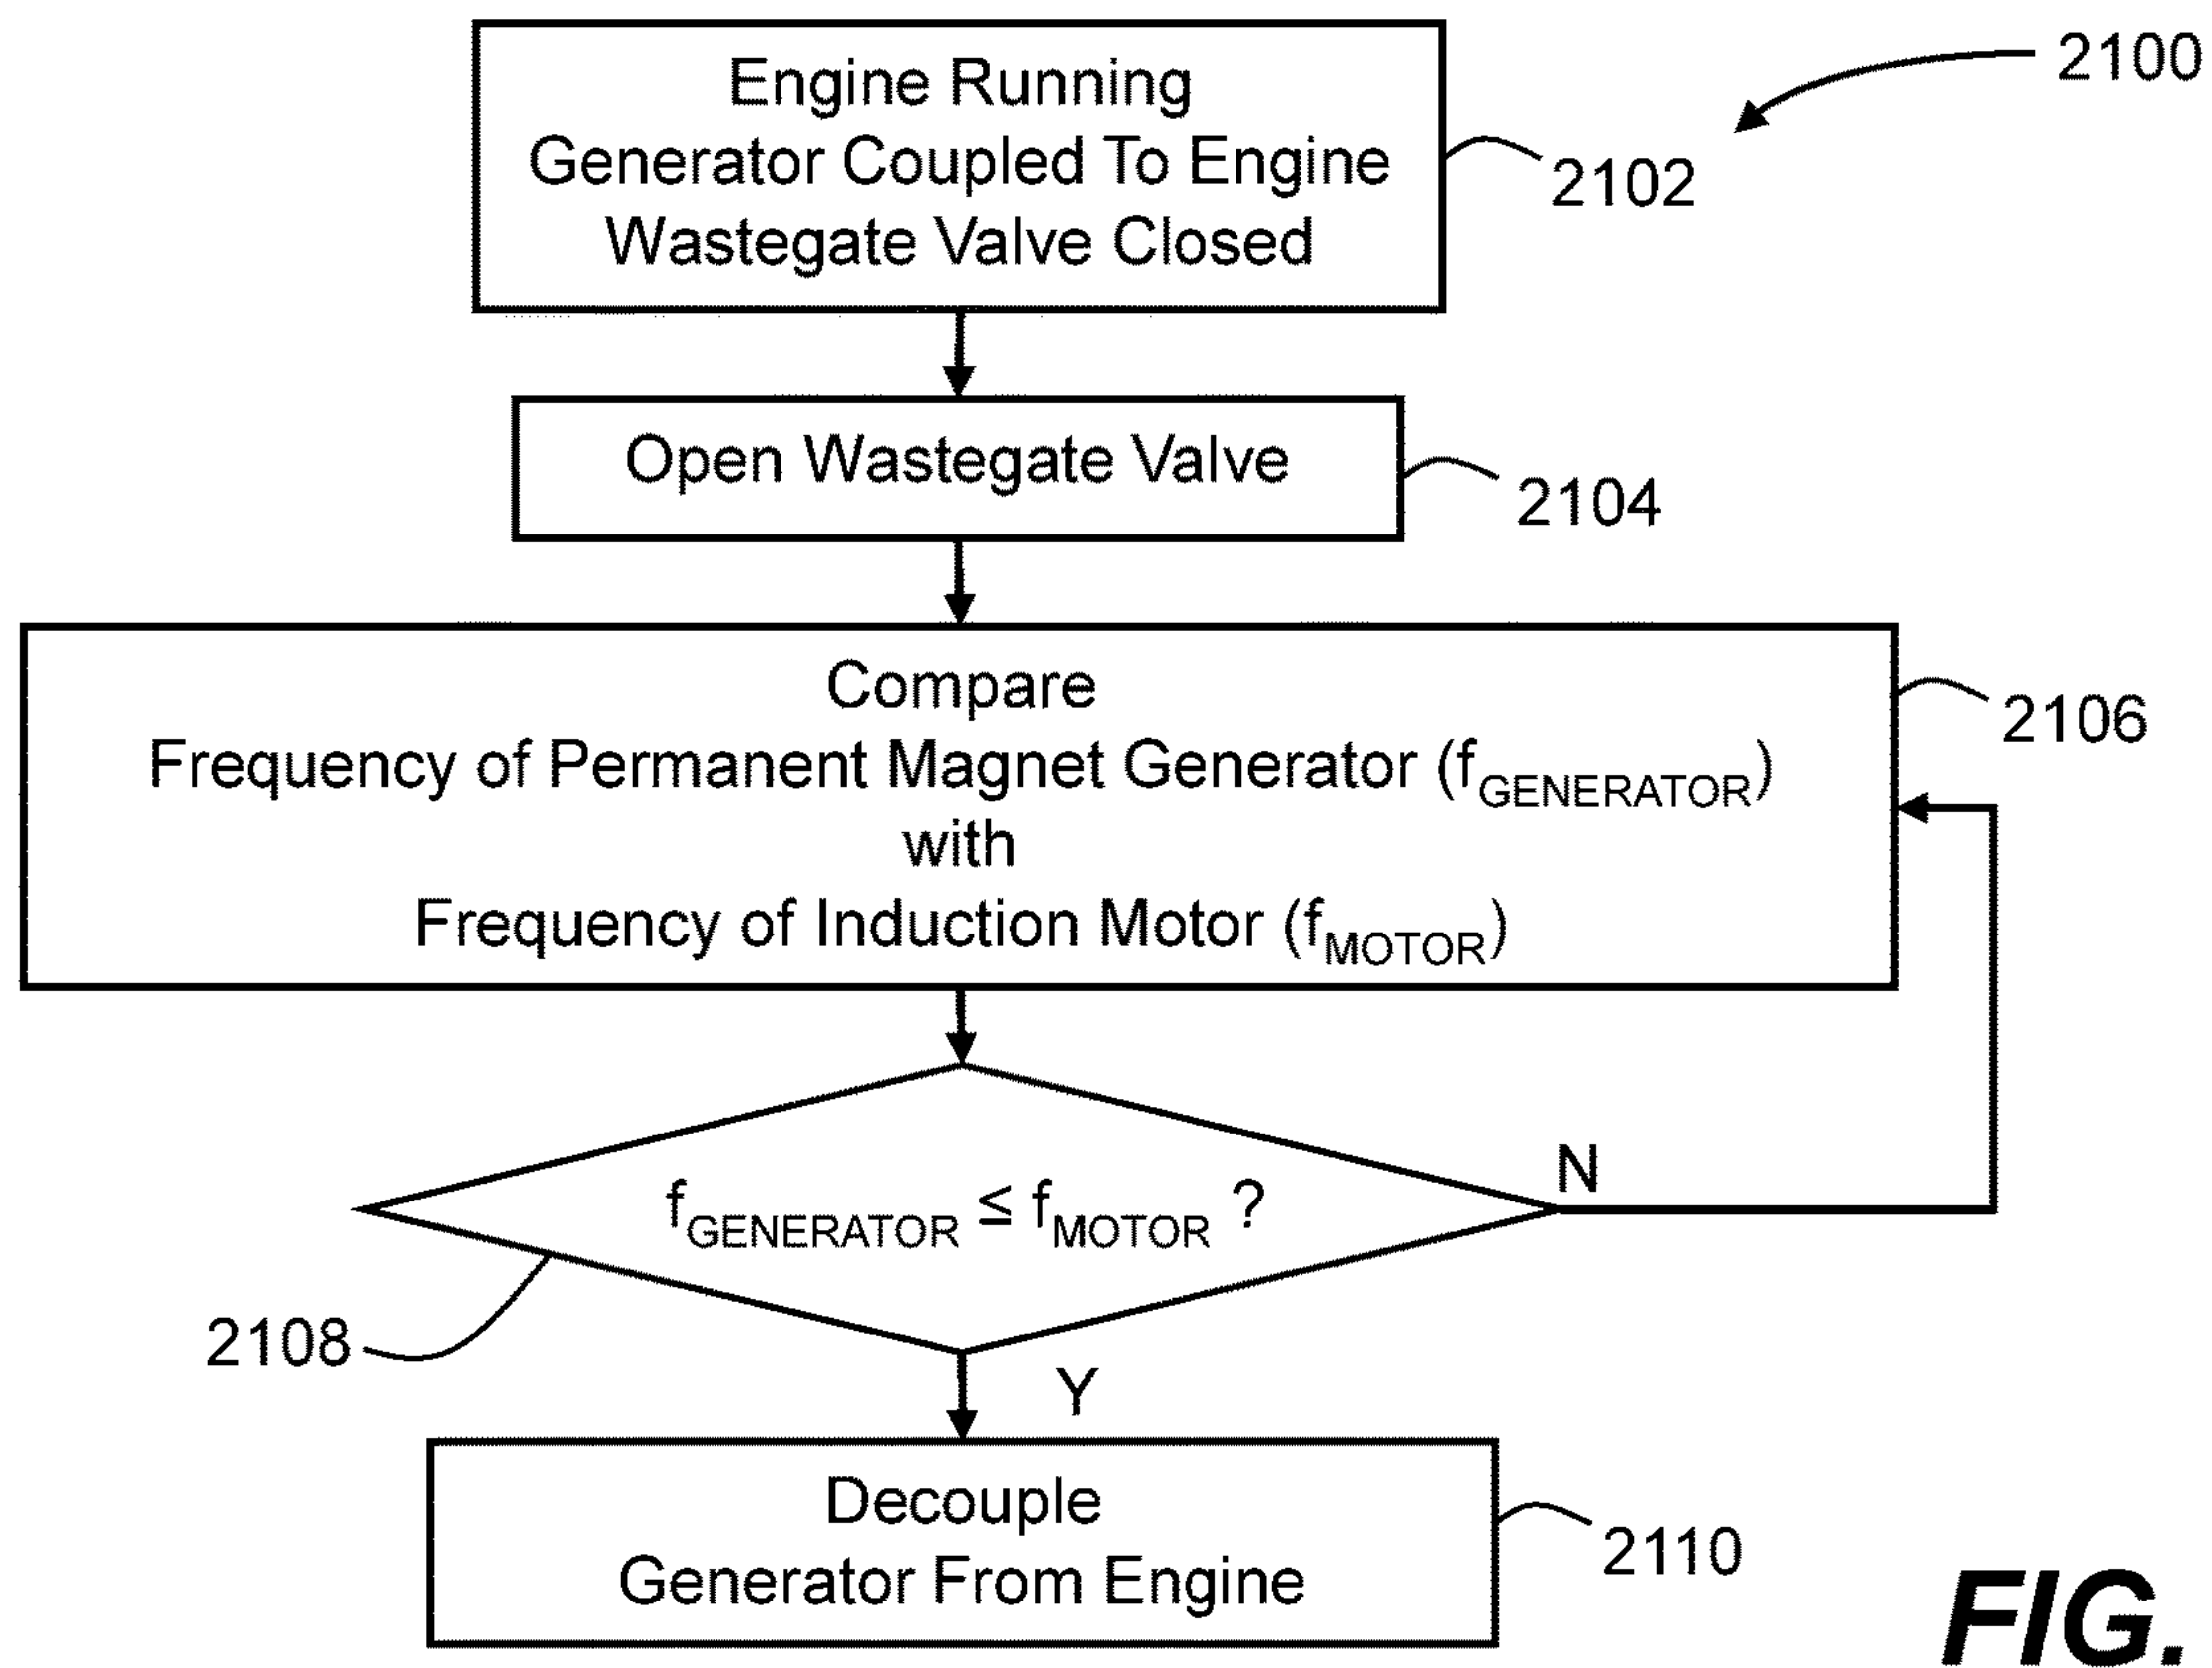 Engine Running
Generator Coupled To Engine
Wastegate Valve Closed
2100
2102
Open Wastegate Valve
2104
Compare
Frequency of Permanent Magnet Generator (fGENERATOR)
with
Frequency of Induction Motor (fMOTOR)
2106
fGENERATOR ≤ fMOTOR ?
N
2108
Y
Decouple
Generator From Engine
2110
FIG.